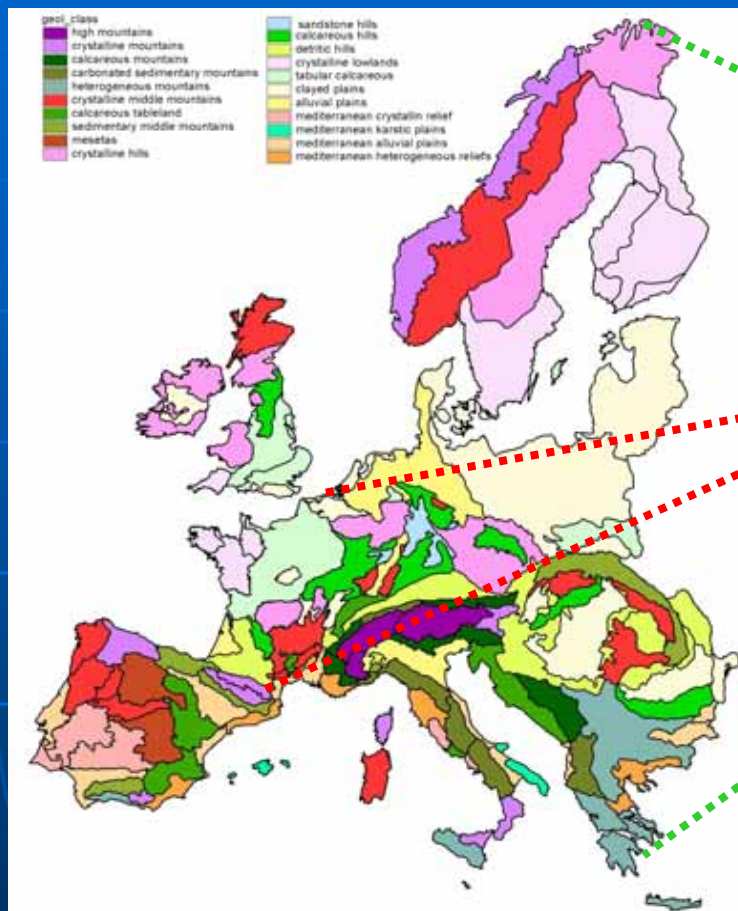 geol_class
high mountains
crystalline mountains
calcareous mountains
carbonated sedimentary mountains
heterogeneous mountains
crystalline middle mountains
calcareous tableland
sedimentary middle mountains
mesetas
crystalline hills
sandstone hills
calcareous hills
detritic hills
crystalline lowlands
tabular calcareous
clayed plains
alluvial plains
mediterranean crystallin relief
mediterranean karstic plains
mediterranean alluvial plains
mediterranean heterogeneous reliefs